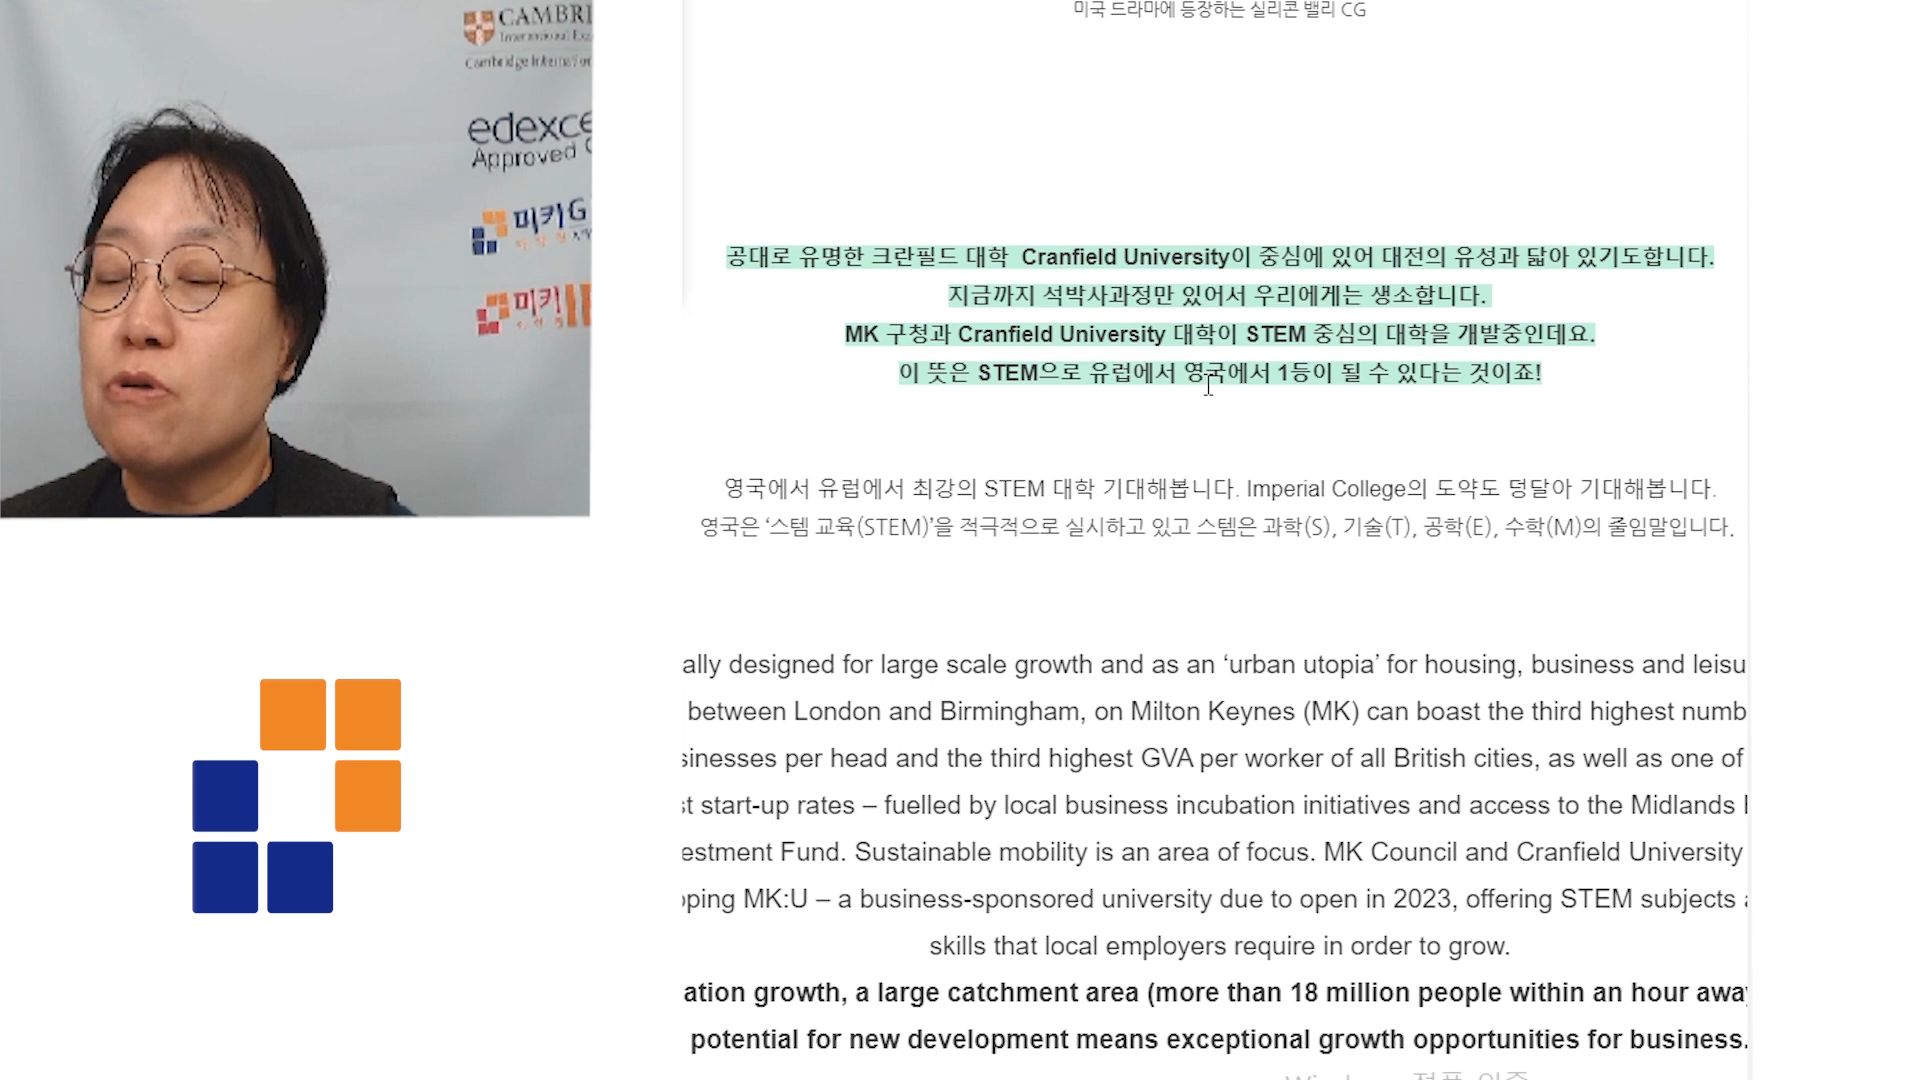 CAMBRI
Cambridge Internation
edexce
Approved C
미키G
미키
미국 드라마에 등장하는 실리콘 밸리 CG
공대로 유명한 크란필드 대학 Cranfield University이 중심에 있어 대전의 유성과 닮아 있기도합니다.
지금까지 석박사과정만 있어서 우리에게는 생소합니다.
MK 구청과 Cranfield University 대학이 STEM 중심의 대학을 개발중인데요.
이 뜻은 STEM으로 유럽에서 영국에서 1등이 될 수 있다는 것이죠!
영국에서 유럽에서 최강의 STEM 대학 기대해봅니다. Imperial College의 도약도 덩달아 기대해봅니다.
영국은 ‘스템 교육(STEM)’을 적극적으로 실시하고 있고 스템은 과학(S), 기술(T), 공학(E), 수학(M)의 줄임말입니다.
ally designed for large scale growth and as an ‘urban utopia’ for housing, business and leisu
between London and Birmingham, on Milton Keynes (MK) can boast the third highest numb
sinesses per head and the third highest GVA per worker of all British cities, as well as one of
st start-up rates – fuelled by local business incubation initiatives and access to the Midlands
estment Fund. Sustainable mobility is an area of focus. MK Council and Cranfield University
ping MK:U – a business-sponsored university due to open in 2023, offering STEM subjects
skills that local employers require in order to grow.
ation growth, a large catchment area (more than 18 million people within an hour away
potential for new development means exceptional growth opportunities for business.